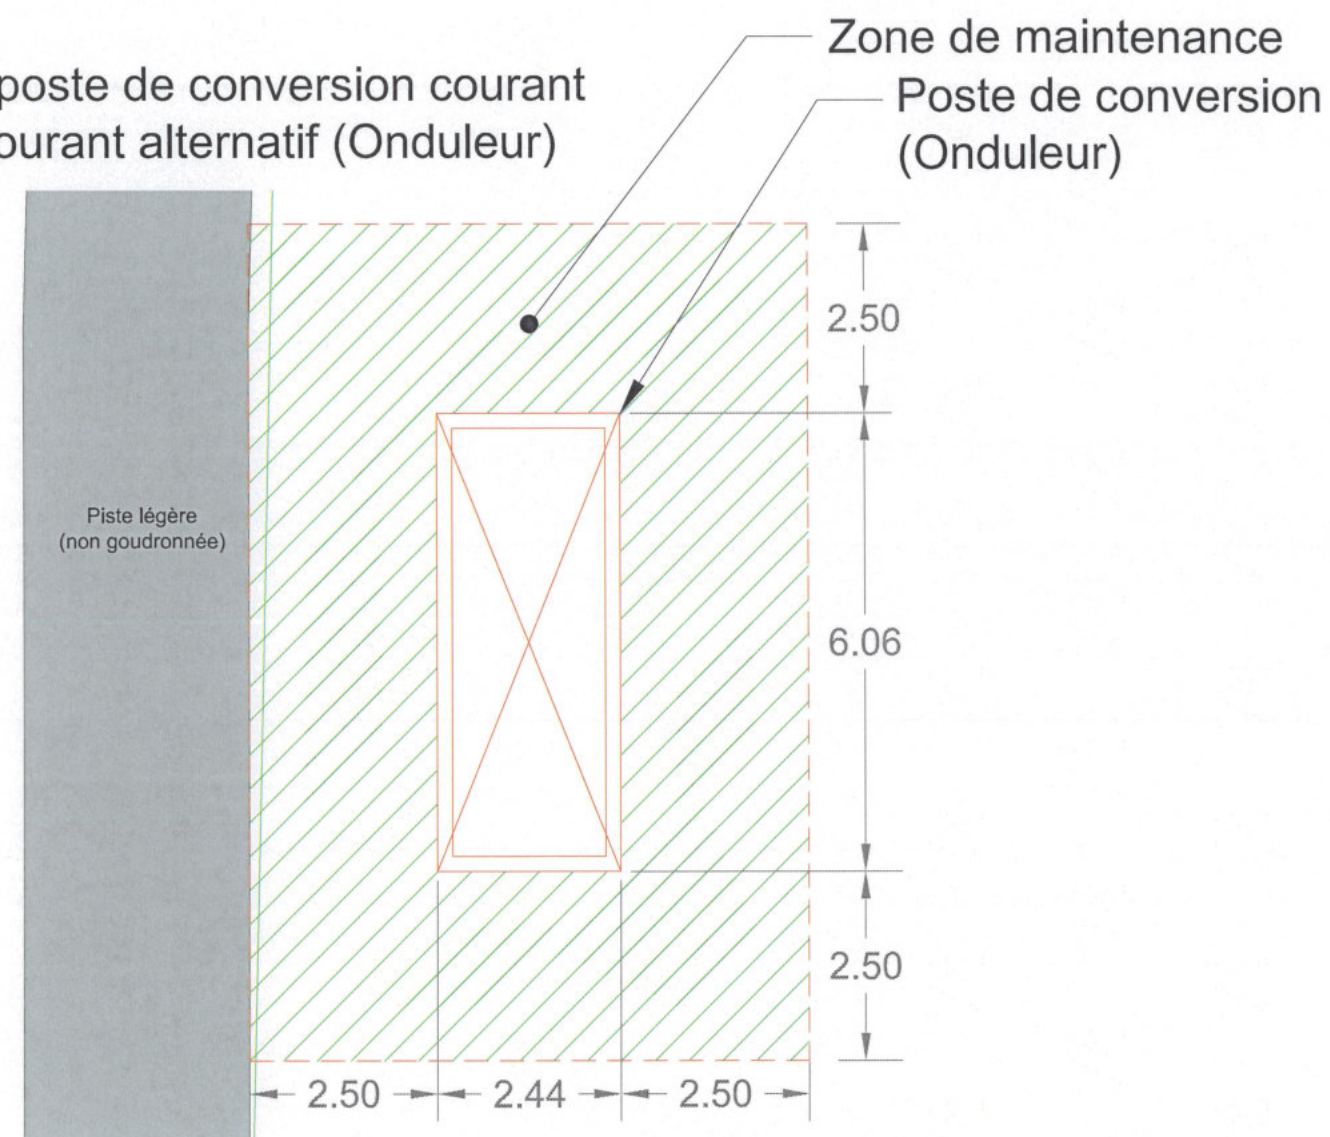 Zone de maintenance
poste de conversion courant
Poste de conversion
ourant alternatif (Onduleur)
(Onduleur)
2.50
Piste légère
(non goudronnée)
6.06
2.50
2.50 2.44 2.50